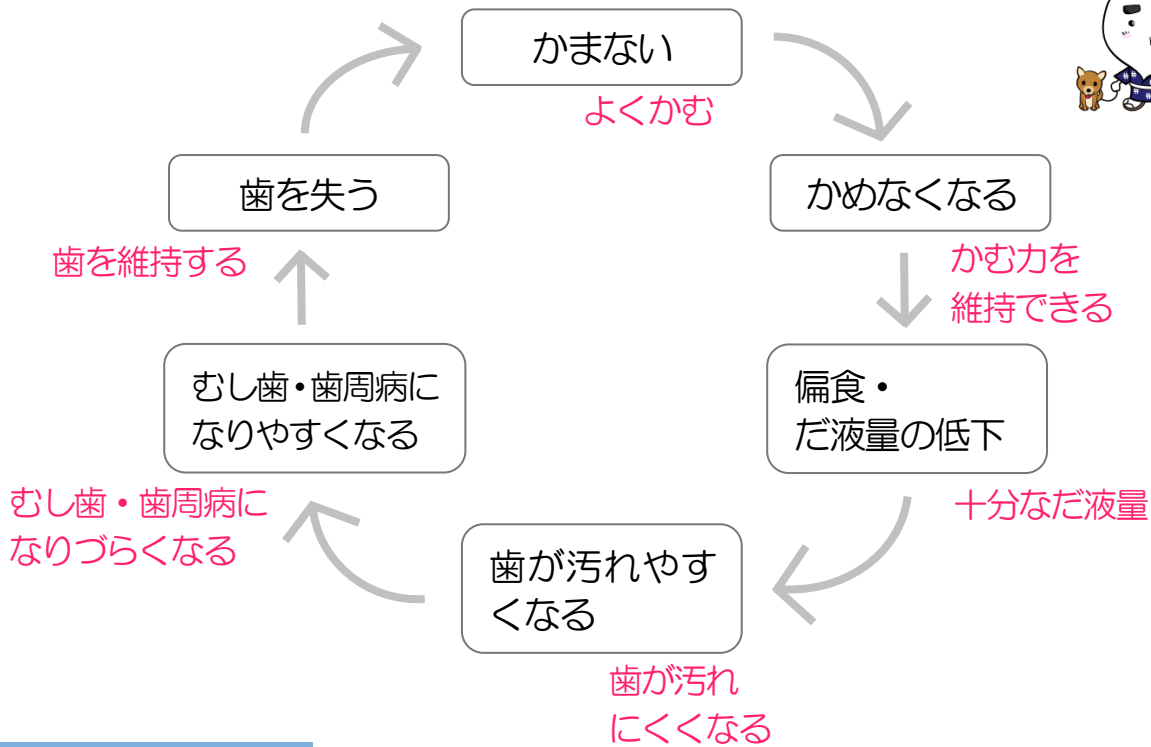 かまない
よくかむ
かめなくなる
かむ力を
維持できる
偏食・
だ液量の低下
十分なだ液量
歯が汚れやす
くなる
歯が汚れ
にくくなる
むし歯・歯周病に
なりやすくなる
むし歯・歯周病に
なりづらくなる
歯を失う
歯を維持する